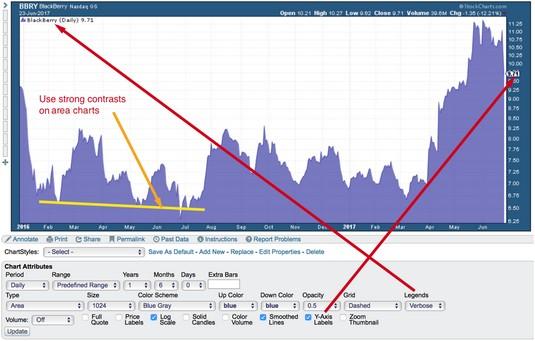 BBRY BlackBerry Nasdaq GS
© StockCharts.com
23-Jun-2017
Open 10.21 High 10.27 Low 9.62 Close 9.71 Volume 39.6M Chg -1.35 (-12.21%)
BlackBerry (Daily) 9.71
11.25
11.00
10.75
10.50
10.25
10.00
9.71
9.50
9.25
9.00
8.75
8.50
8.25
8.00
7.75
7.50
7.25
7.00
6.75
6.50
6.25
Use strong contrasts
on area charts
2016 Feb Mar Apr May Jun Jul Aug Sep Oct Nov Dec 2017 Feb Mar Apr May Jun
Annotate Print Share Permalink Past Data Instructions Report Problems
ChartStyles: - Select - Save As Default - Add New - Replace - Edit Properties - Delete
Chart Attributes
Period Range Years Months Days Extra Bars
Daily Predefined Range 1 6 0
Type Size Color Scheme Up Color Down Color Opacity Grid Legends
Area 1024 Blue Gray blue blue 0.5 Dashed Verbose
Volume: Off Full Quote Price Labels Log Scale Solid Candles Color Volume Smoothed Lines Y-Axis Labels Zoom Thumbnail
Update